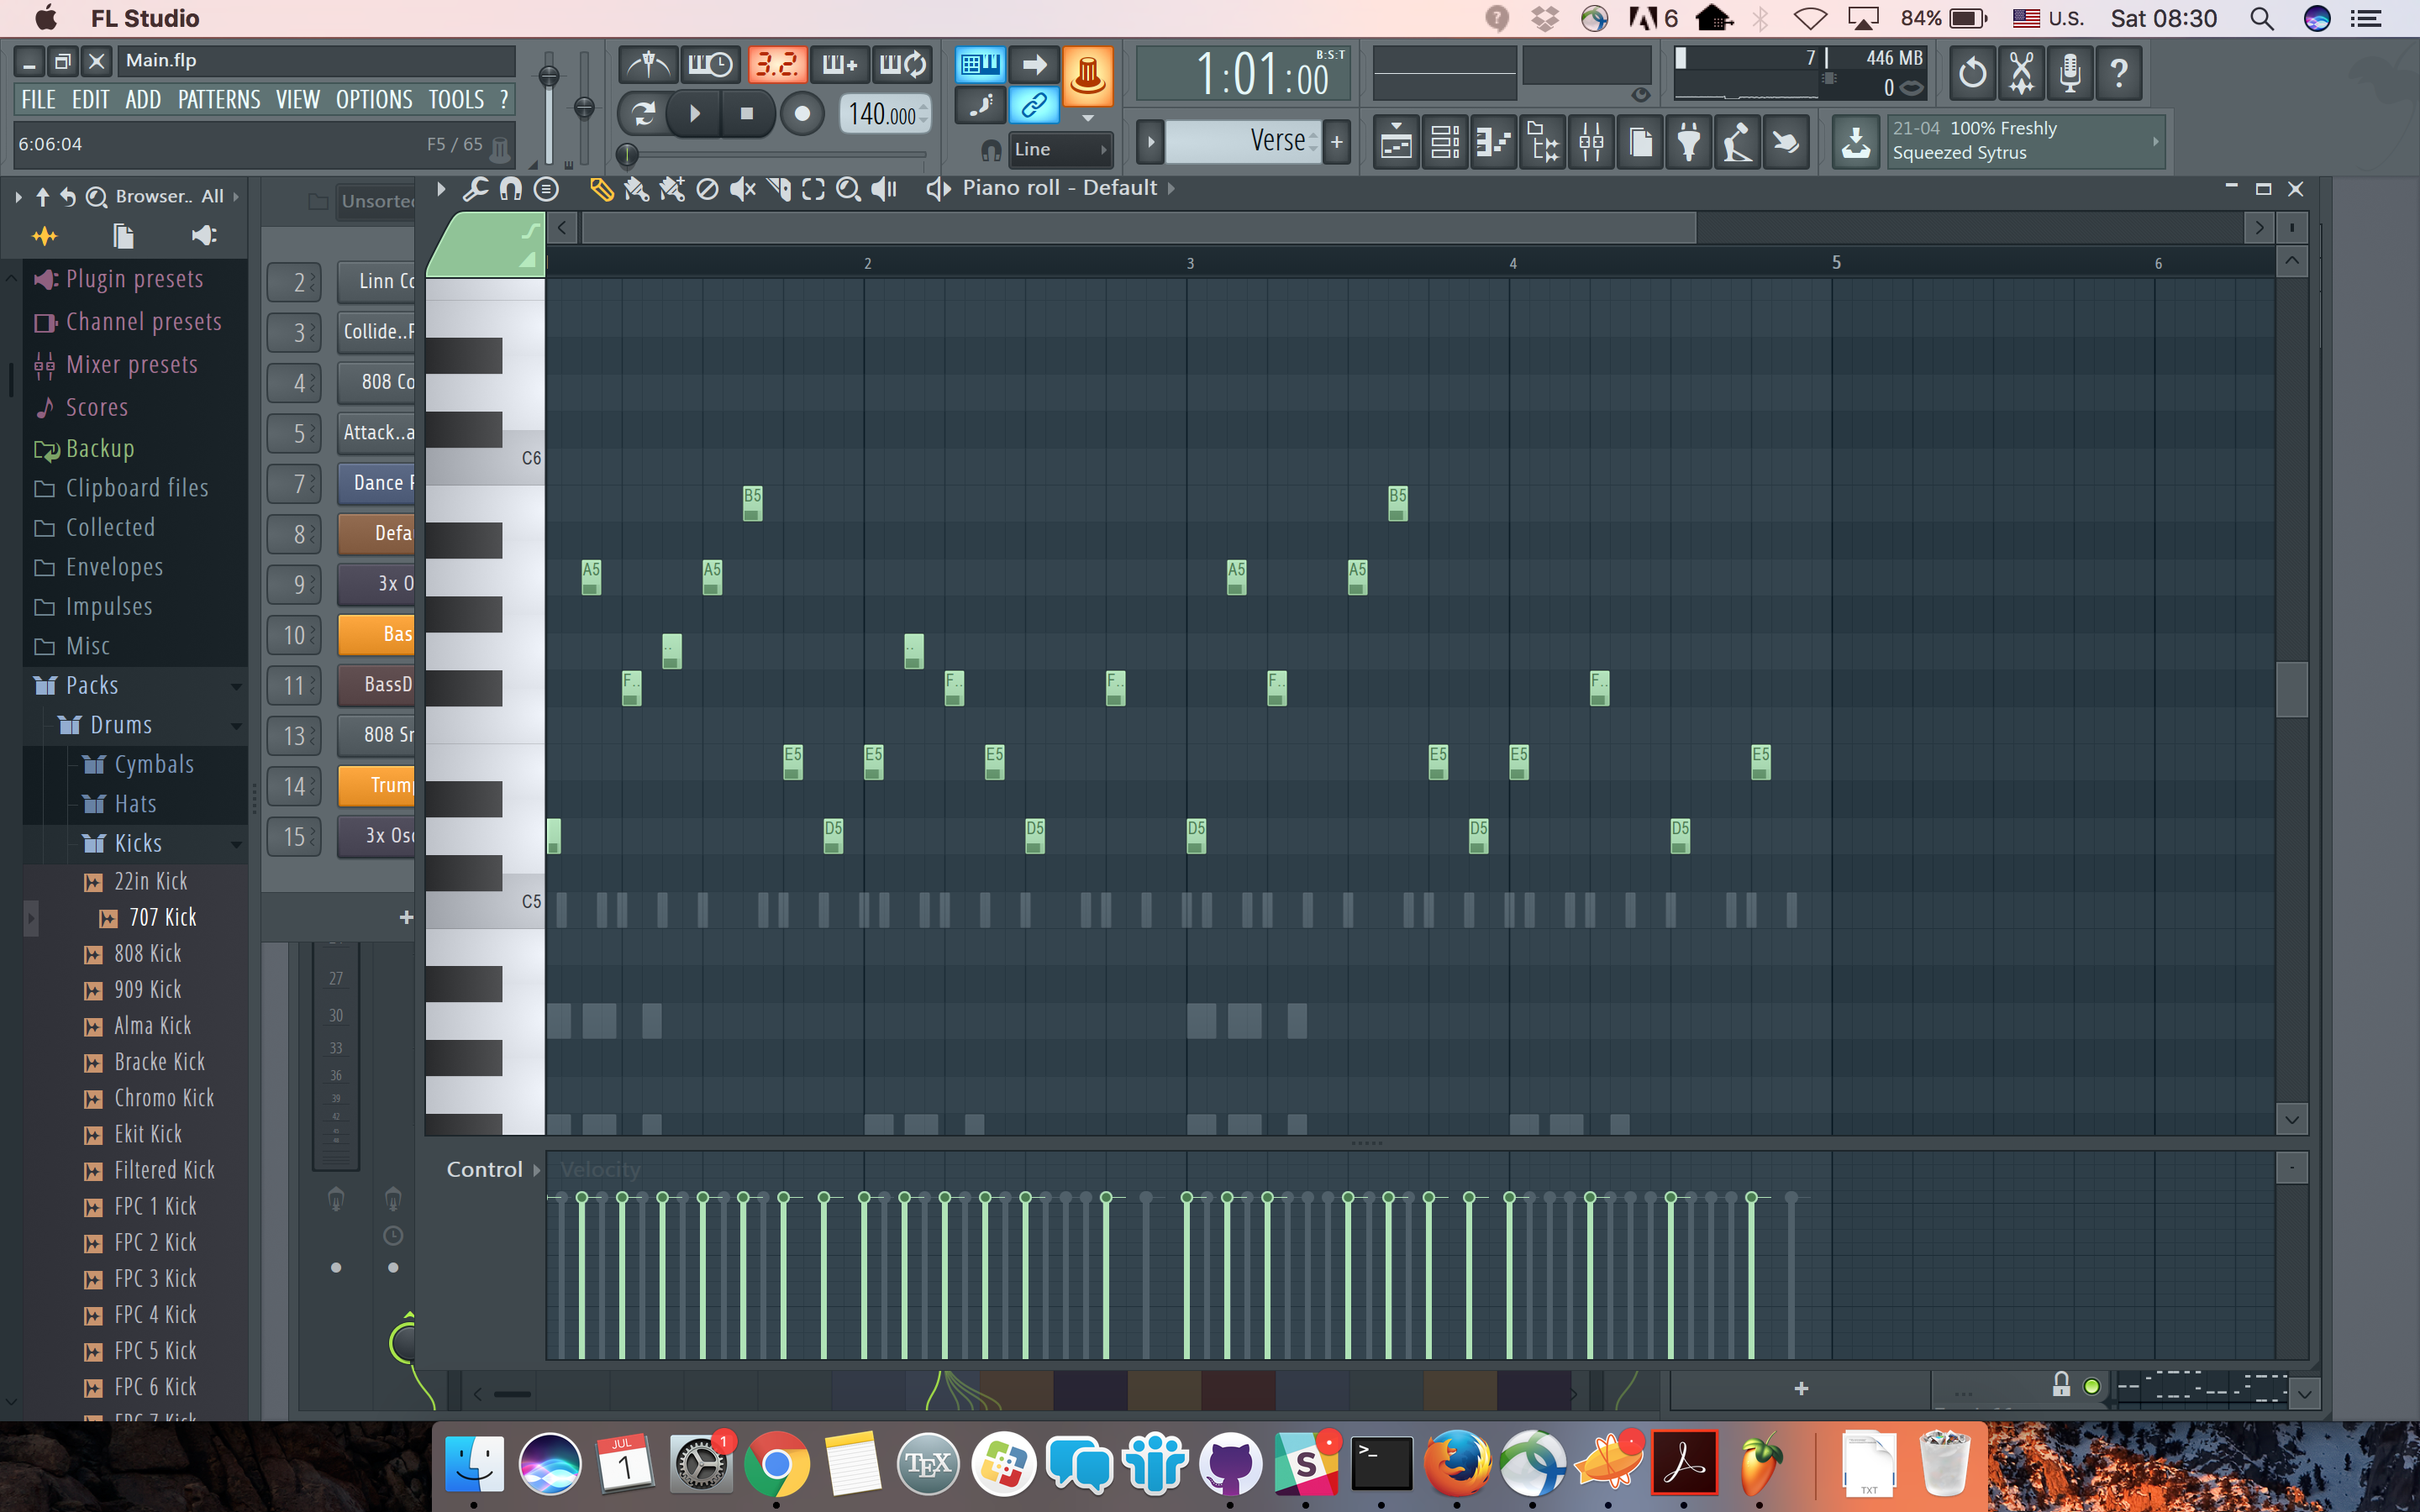 FL Studio
6
84%
U.S.
Sat 08:30
Main.flp
FILE EDIT ADD PATTERNS VIEW OPTIONS TOOLS ?
6:06:04
F5 / 65
3.2.
140.000
Line
1:01:00
B:S:T
Verse
7
446 MB
0
21-04 100% Freshly
Squeezed Sytrus
Browser..
All
Unsorted
Piano roll - Default
Plugin presets
Channel presets
Mixer presets
Scores
Backup
Clipboard files
Collected
Envelopes
Impulses
Misc
Packs
Drums
Cymbals
Hats
Kicks
22in Kick
707 Kick
808 Kick
909 Kick
Alma Kick
Bracke Kick
Chromo Kick
Ekit Kick
Filtered Kick
FPC 1 Kick
FPC 2 Kick
FPC 3 Kick
FPC 4 Kick
FPC 5 Kick
FPC 6 Kick
FPC 7 Kick
2 Linn Co
3 Collide..F
4 808 Co
5 Attack..a
7 Dance
8 Defa
9 3x O
10 Bas
11 BassD
13 808 Sn
14 Trump
15 3x Osc
27
30
33
36
39
42
2 3 4 5 6
C6
B5 B5
A5 A5 A5 A5
F.. F.. F.. F.. F..
E5 E5 E5 E5 E5 E5
D5 D5 D5 D5 D5
C5
Control
Velocity
JUL
1
1
TEX
S
>_
TXT